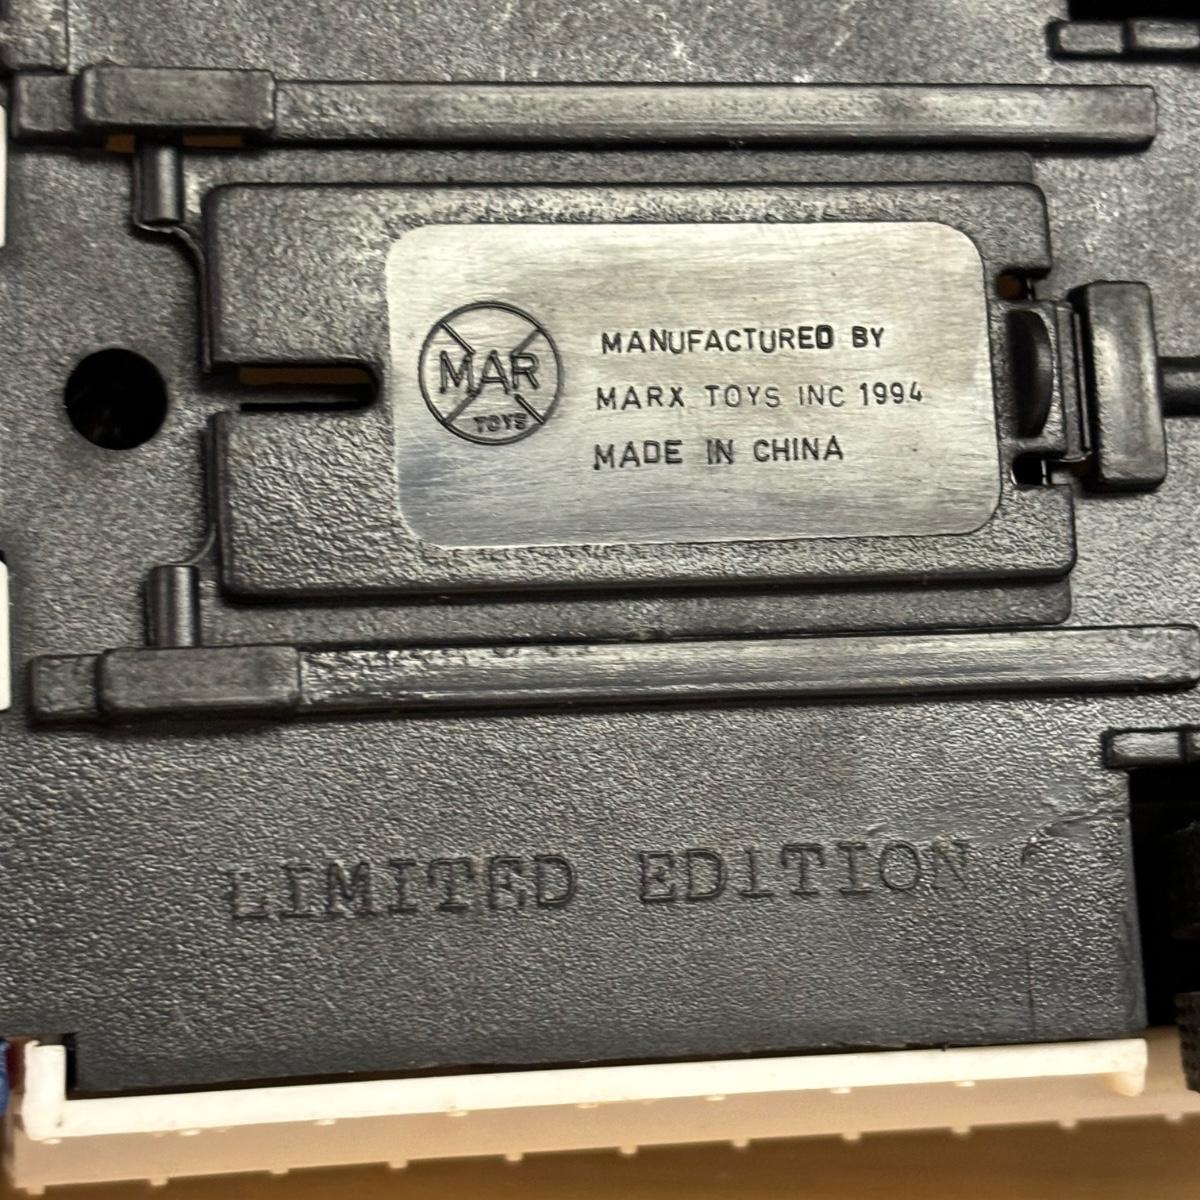 MAR
TOYS
MANUFACTURED BY
MARX TOYS INC 1994
MADE IN CHINA
LIMITED EDITION